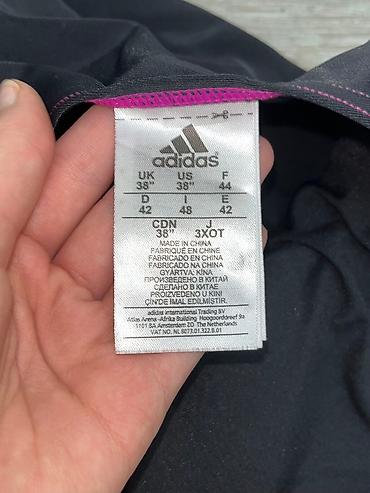 adidas
UK US F
38" 38" 44
D I E
42 48 42
CDN J
38" 3XOT
MADE IN CHINA
FABRIQUÉ EN CHINE
FABRICADO EN CHINA
FABRICADO NA CHINA
GYÁRTVA: KÍNA
ПРОИЗВЕДЕНО В КИТАЙ
СДЕЛАНО В КИТАЕ
PROIZVEDENO U KINI
ÇIN'DE İMAL EDİLMİŞTİR.
adidas International Trading BV
Atlas Arena-Afrika Building Hoogoorddreef 9a
1101 BA Amsterdam ZO The Netherlands
VAT NO. NL 8073.01.322.B.01